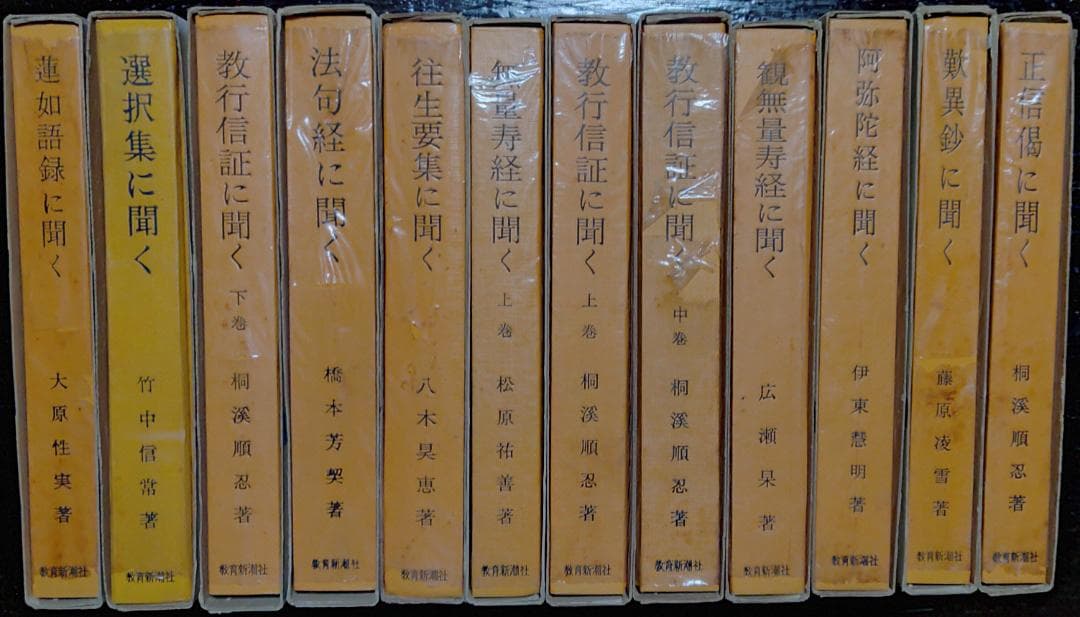 蓮如語録に聞く
大原性実著
教育新潮社
選択集に聞く
竹中信常著
教育新潮社
教行信証に聞く
下巻
桐溪順忍著
教育新潮社
法句経に聞く
橋本芳契著
教育新潮社
往生要集に聞く
八木昊恵著
教育新潮社
無量寿経に聞く
上巻
松原祐善著
教育新潮社
教行信証に聞く
上巻
桐溪順忍著
教育新潮社
教行信証に聞く
中巻
桐溪順忍著
教育新潮社
観無量寿経に聞く
広瀬杲著
教育新潮社
阿弥陀経に聞く
伊東慧明著
教育新潮社
歎異鈔に聞く
藤原凌雪著
教育新潮社
正信偈に聞く
桐溪順忍著
教育新潮社